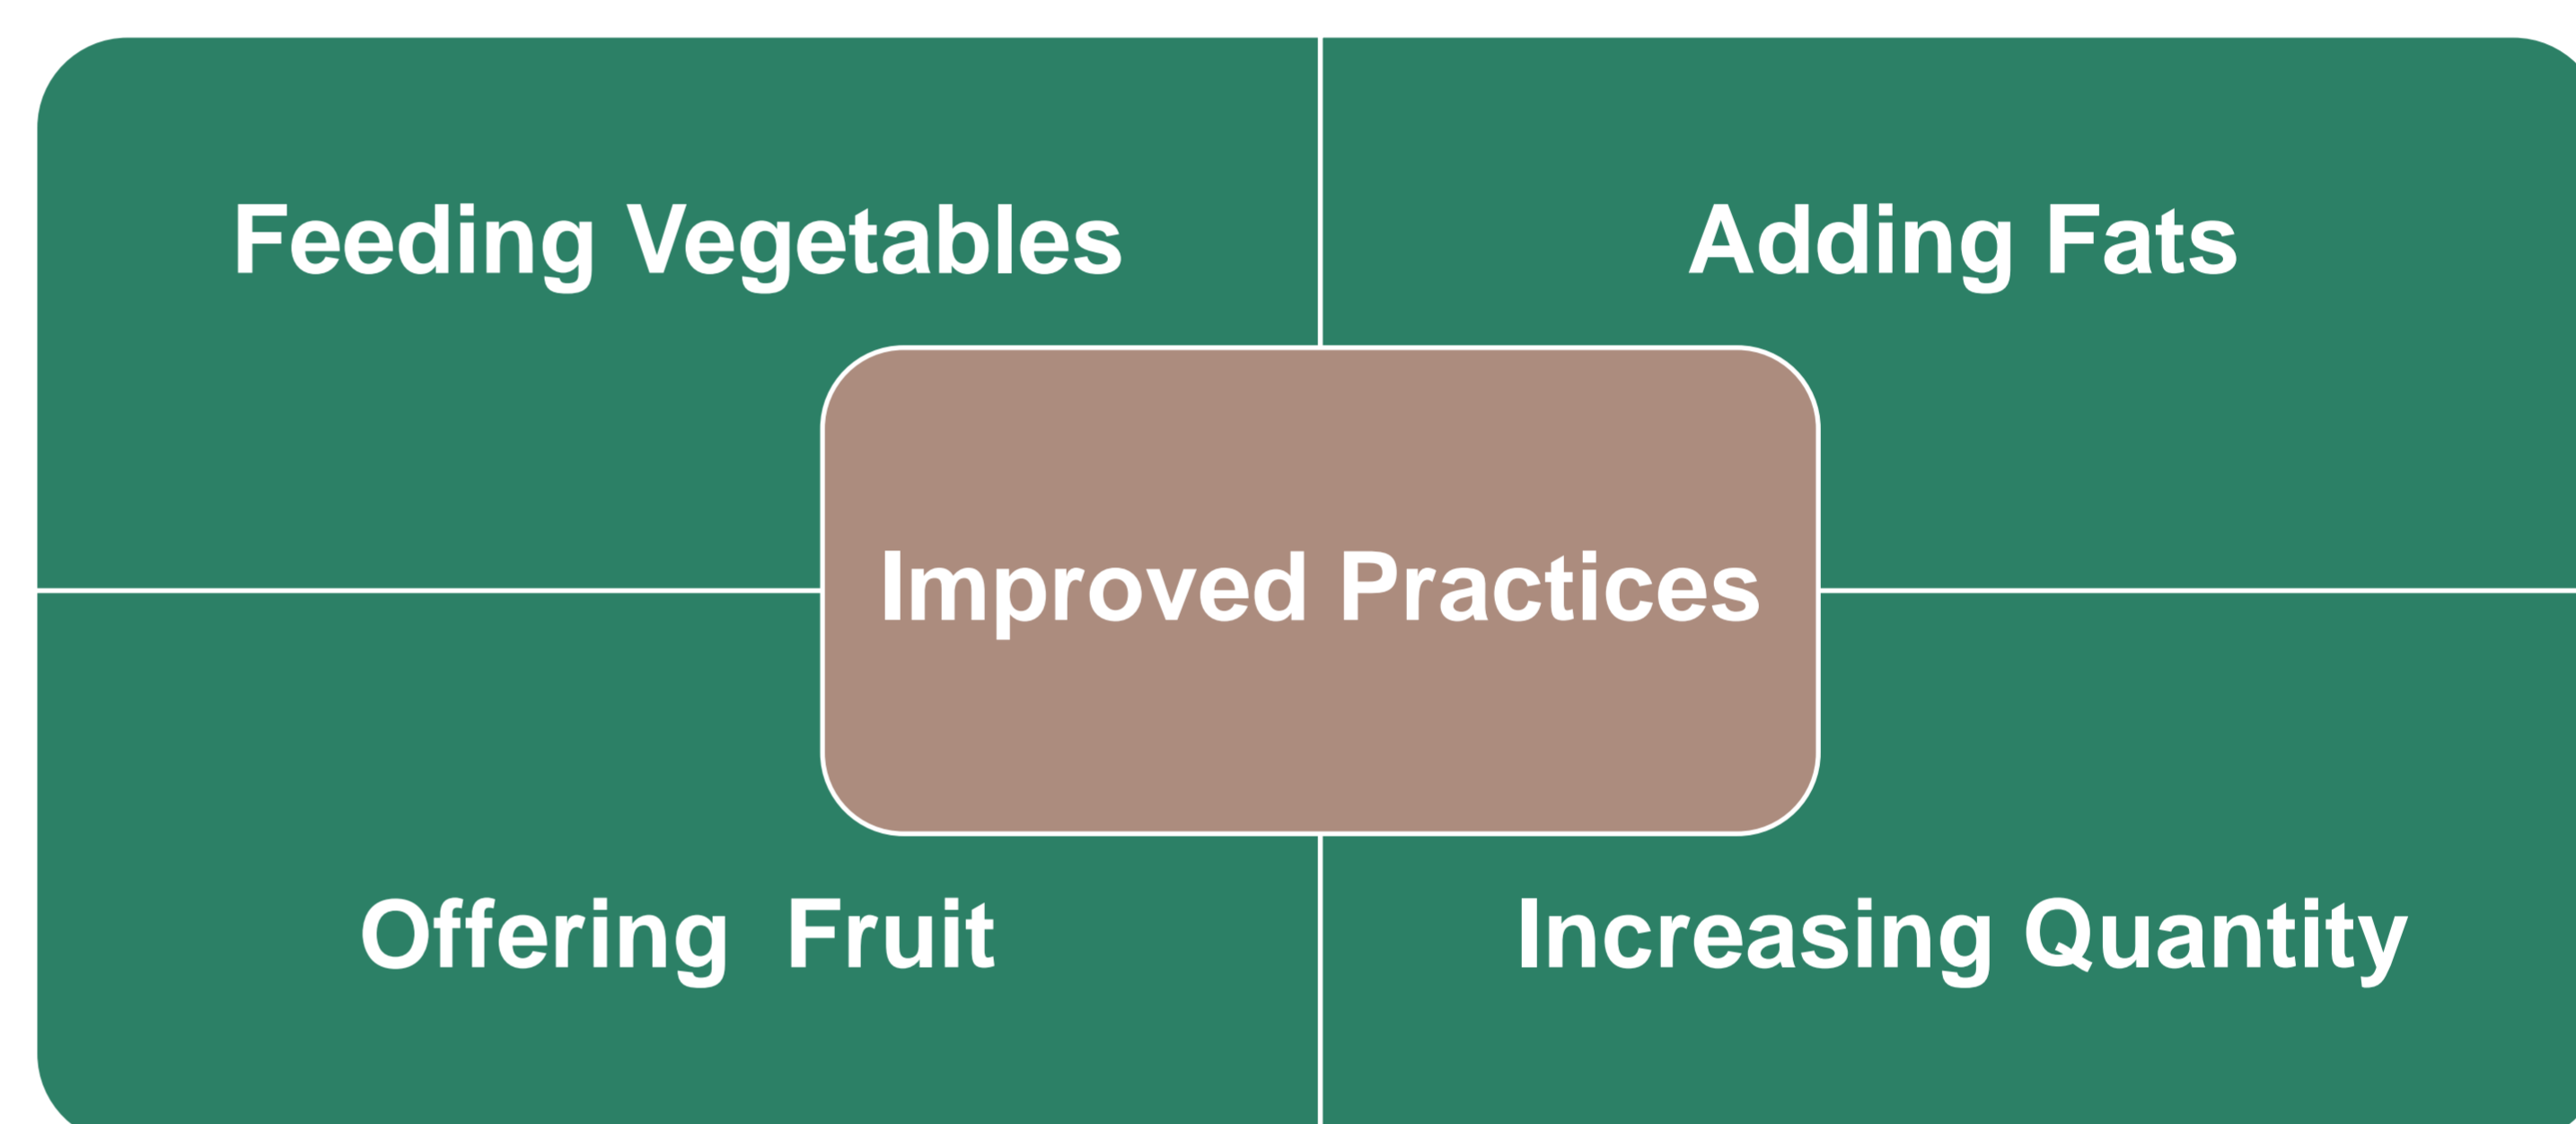 Feeding Vegetables
Adding Fats
Improved Practices
Offering  Fruit
Increasing Quantity